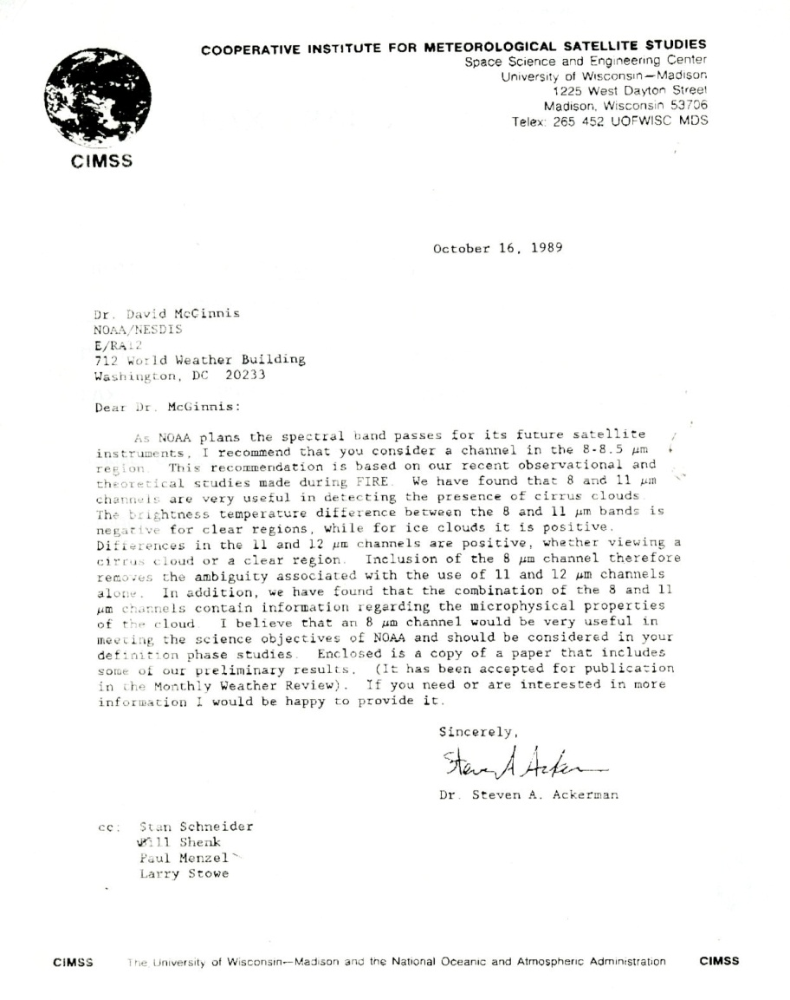 COOPERATIVE INSTITUTE FOR METEOROLOGICAL SATELLITE STUDIES
Space Science and Engineering Center
University of Wisconsin—Madison
1225 West Dayton Street
Madison, Wisconsin 53706
Telex: 265 452 UOFWISC MDS
CIMSS
October 16, 1989
Dr. David McGinnis
NOAA/NESDIS
E/RA12
712 World Weather Building
Washington, DC 20233
Dear Dr. McGinnis:
As NOAA plans the spectral band passes for its future satellite
instruments, I recommend that you consider a channel in the 8-8.5 µm
region. This recommendation is based on our recent observational and
theoretical studies made during FIRE. We have found that 8 and 11 µm
channels are very useful in detecting the presence of cirrus clouds.
The brightness temperature difference between the 8 and 11 µm bands is
negative for clear regions, while for ice clouds it is positive.
Differences in the 11 and 12 µm channels are positive, whether viewing a
cirrus cloud or a clear region. Inclusion of the 8 µm channel therefore
removes the ambiguity associated with the use of 11 and 12 µm channels
alone. In addition, we have found that the combination of the 8 and 11
µm channels contain information regarding the microphysical properties
of the cloud. I believe that an 8 µm channel would be very useful in
meeting the science objectives of NOAA and should be considered in your
definition phase studies. Enclosed is a copy of a paper that includes
some of our preliminary results. (It has been accepted for publication
in the Monthly Weather Review). If you need or are interested in more
information I would be happy to provide it.
Sincerely,
Steven A Ackerman
Dr. Steven A. Ackerman
cc: Stan Schneider
Will Shenk
Paul Menzel
Larry Stowe
CIMSS The University of Wisconsin—Madison and the National Oceanic and Atmospheric Administration CIMSS